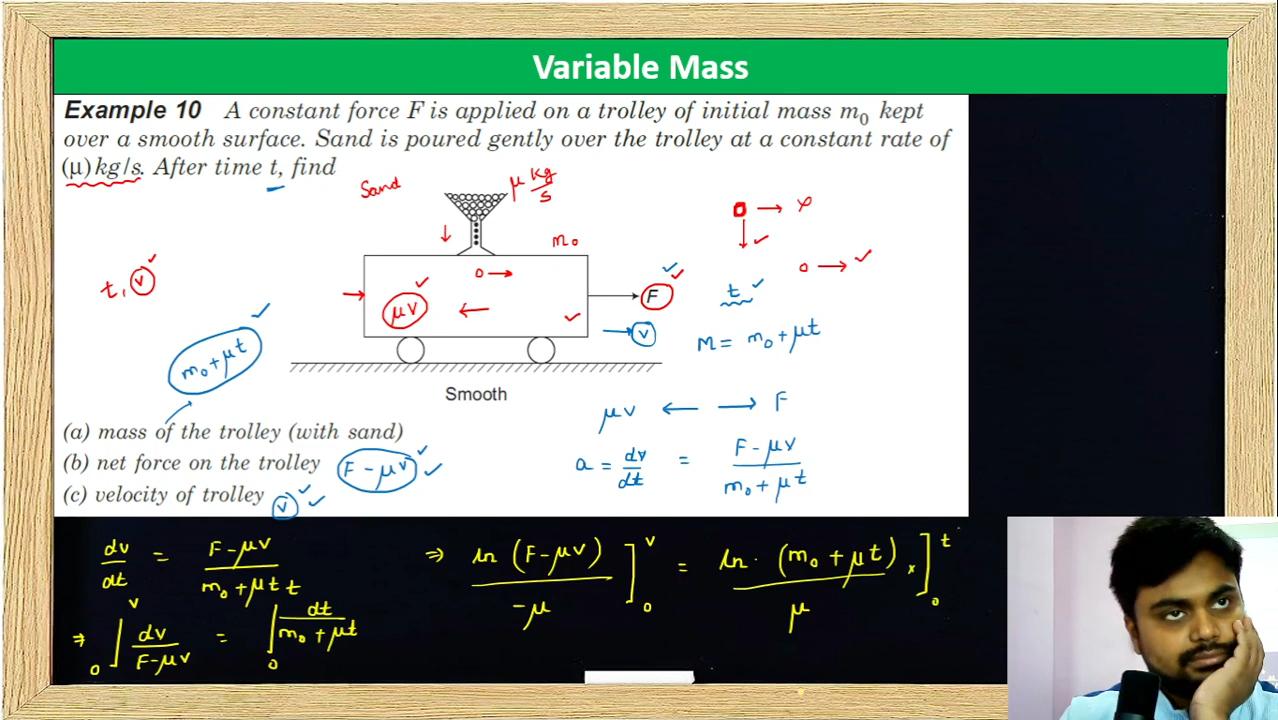 Variable Mass
Example 10 A constant force F is applied on a trolley of initial mass m₀ kept
over a smooth surface. Sand is poured gently over the trolley at a constant rate of
(μ) kg/s. After time t, find
Sand
μ kg/s
m₀
t, v
0 →
μv ←
F
v
→ x
0 →
t
M = m₀ + μt
m₀ + μt
Smooth
μv ← → F
(a) mass of the trolley (with sand)
(b) net force on the trolley F - μv
(c) velocity of trolley v
a = dv/dt = F - μv / m₀ + μt
dv/dt = F - μv / m₀ + μt t
⇒ ∫₀ᵛ dv / F - μv = ∫₀ dt / m₀ + μt
⇒ ln (F - μv) / -μ ]₀ᵛ = ln (m₀ + μt) / μ ]₀ᵗ